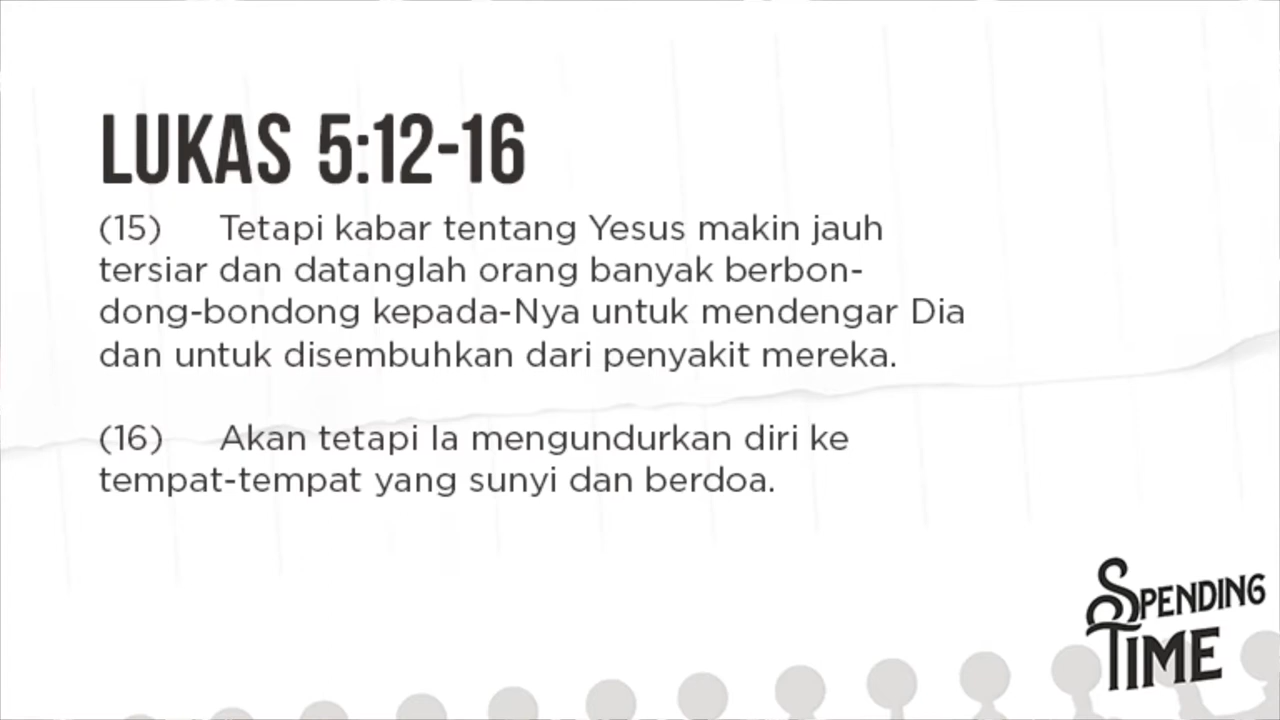 LUKAS 5:12-16
(15) Tetapi kabar tentang Yesus makin jauh
tersiar dan datanglah orang banyak berbon-
dong-bondong kepada-Nya untuk mendengar Dia
dan untuk disembuhkan dari penyakit mereka.
(16) Akan tetapi Ia mengundurkan diri ke
tempat-tempat yang sunyi dan berdoa.
SPENDING
TIME